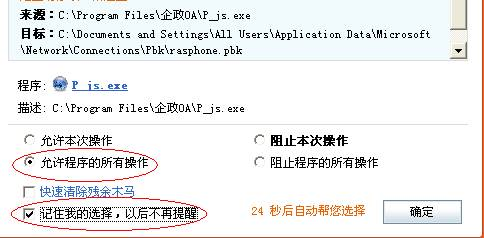 来源：C:\Program Files\企政OA\P_js.exe
目标：C:\Documents and Settings\All Users\Application Data\Microsoft
\Network\Connections\Pbk\rasphone.pbk
程序： P_js.exe
描述：C:\Program Files\企政OA\P_js.exe
允许本次操作 阻止本次操作
允许程序的所有操作 阻止程序的所有操作
快速清除残余木马
记住我的选择，以后不再提醒 24 秒后自动帮您选择 确定